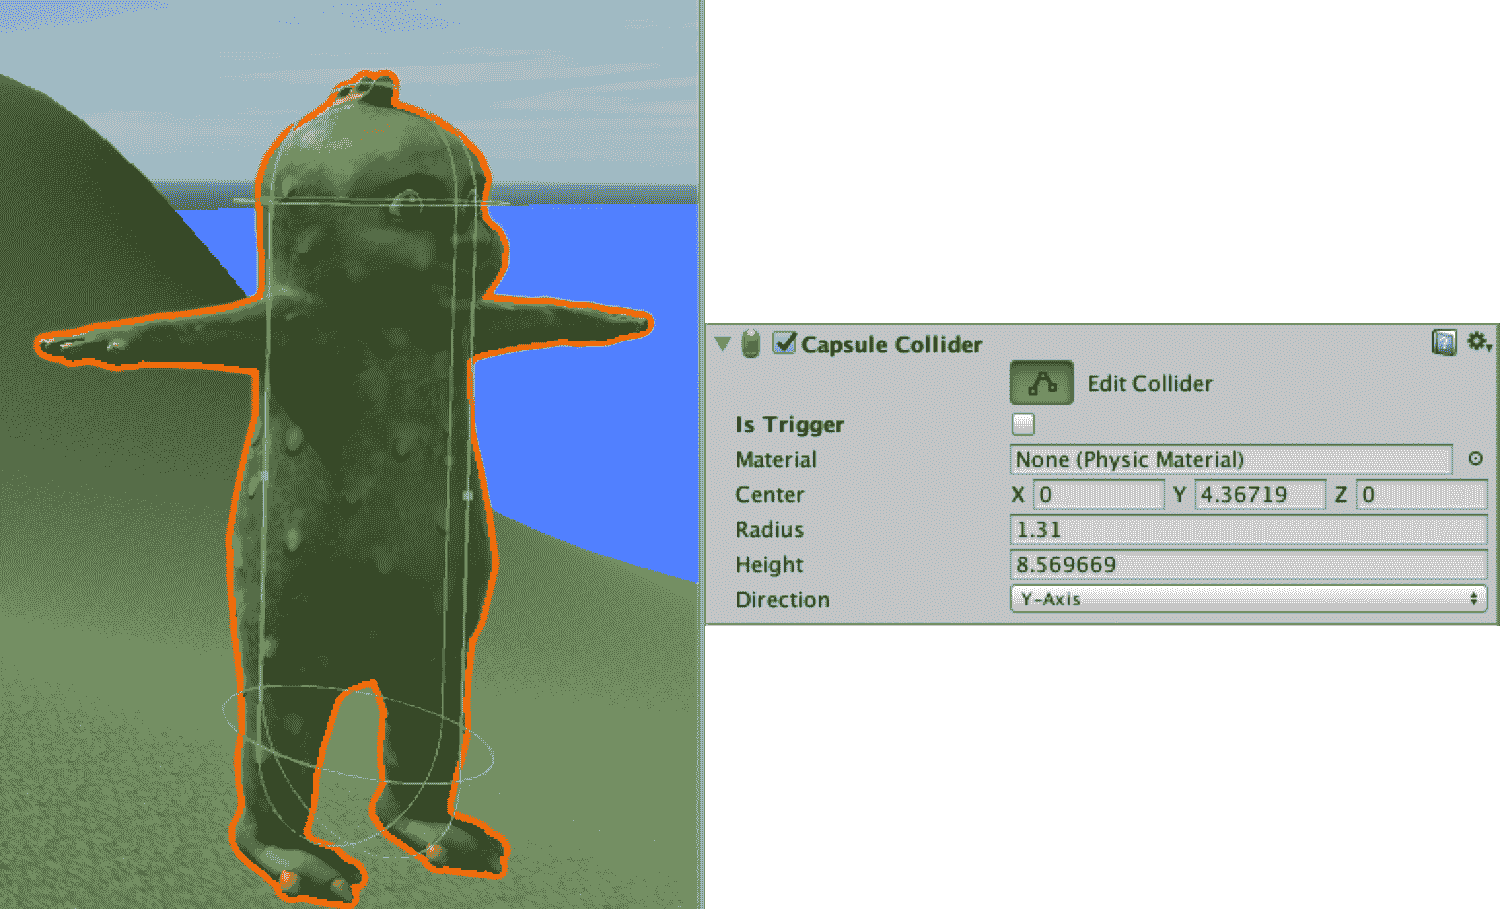 Capsule Collider
Edit Collider
Is Trigger
Material None (Physic Material)
Center X 0 Y 4.36719 Z 0
Radius 1.31
Height 8.569669
Direction Y-Axis